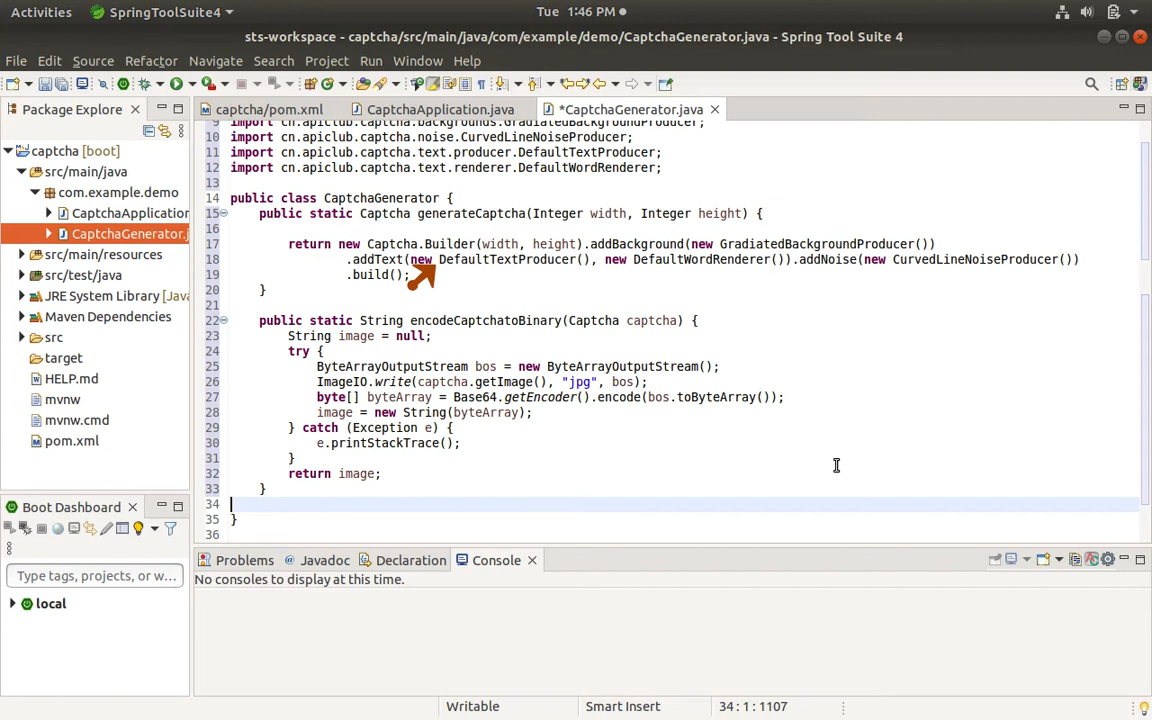 Activities SpringToolSuite4 Tue 1:46 PM
sts-workspace - captcha/src/main/java/com/example/demo/CaptchaGenerator.java - Spring Tool Suite 4
File Edit Source Refactor Navigate Search Project Run Window Help
Package Explore captcha/pom.xml CaptchaApplication.java *CaptchaGenerator.java
captcha [boot]
src/main/java
com.example.demo
CaptchaApplication
CaptchaGenerator.j
src/main/resources
src/test/java
JRE System Library [Java
Maven Dependencies
src
target
HELP.md
mvnw
mvnw.cmd
pom.xml
9 import cn.apiclub.captcha.backgrounds.GradiatedBackgroundProducer;
10 import cn.apiclub.captcha.noise.CurvedLineNoiseProducer;
11 import cn.apiclub.captcha.text.producer.DefaultTextProducer;
12 import cn.apiclub.captcha.text.renderer.DefaultWordRenderer;
13
14 public class CaptchaGenerator {
15 public static Captcha generateCaptcha(Integer width, Integer height) {
16
17 return new Captcha.Builder(width, height).addBackground(new GradiatedBackgroundProducer())
18 .addText(new DefaultTextProducer(), new DefaultWordRenderer()).addNoise(new CurvedLineNoiseProducer())
19 .build();
20 }
21
22 public static String encodeCaptchatoBinary(Captcha captcha) {
23 String image = null;
24 try {
25 ByteArrayOutputStream bos = new ByteArrayOutputStream();
26 ImageIO.write(captcha.getImage(), "jpg", bos);
27 byte[] byteArray = Base64.getEncoder().encode(bos.toByteArray());
28 image = new String(byteArray);
29 } catch (Exception e) {
30 e.printStackTrace();
31 }
32 return image;
33 }
34
35 }
36
Boot Dashboard
Type tags, projects, or w...
local
Problems Javadoc Declaration Console
No consoles to display at this time.
Writable Smart Insert 34 : 1 : 1107